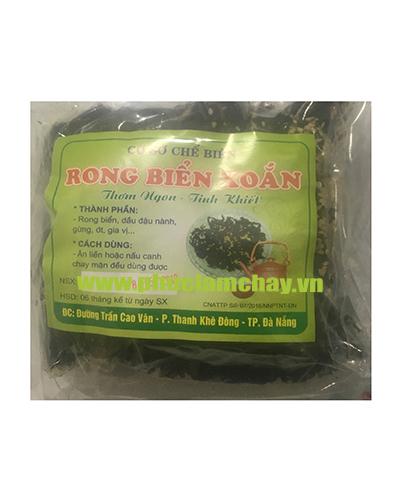 CƠ SỞ CHẾ BIẾN
RONG BIỂN XOẮN
Thơm Ngon - Tinh Khiết
* THÀNH PHẦN:
- Rong biển, dầu đậu nành,
gừng, ớt, gia vị...
* CÁCH DÙNG:
- Ăn liền hoặc nấu canh
chay mặn đều dùng được
NSX:
www.phuclamchay.vn
HSD: 06 tháng kể từ ngày SX
ĐC: Đường Trần Cao Vân - P. Thanh Khê Đông - TP. Đà Nẵng